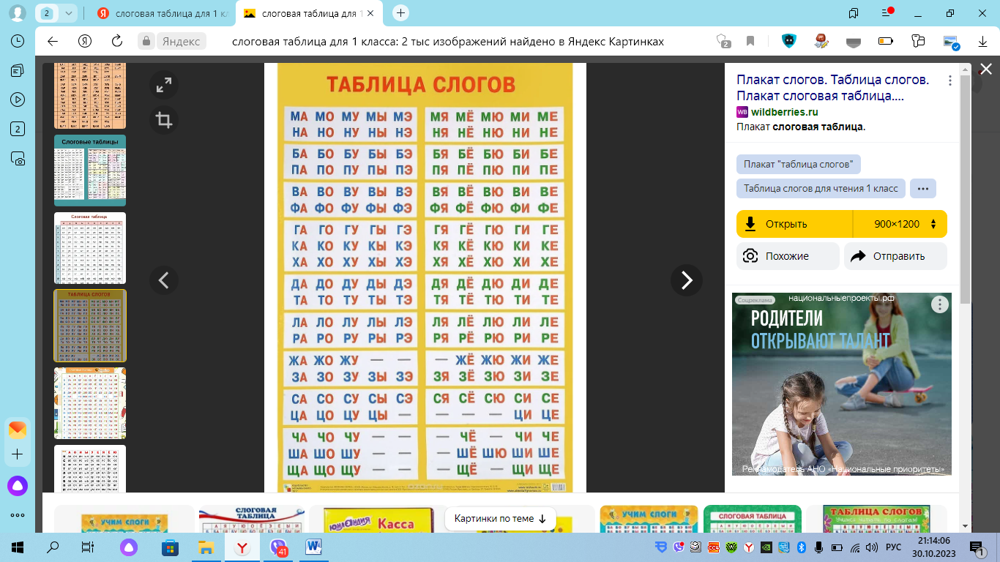 2
слоговая таблица для 1 кл
слоговая таблица для 1
Яндекс
слоговая таблица для 1 класса: 2 тыс изображений найдено в Яндекс Картинках
2
2
Слоговые таблицы
Слоговая таблица
ТАБЛИЦА СЛОГОВ
ТАБЛИЦА СЛОГОВ
МА МО МУ МЫ МЭ МЯ МЁ МЮ МИ МЕ
НА НО НУ НЫ НЭ НЯ НЁ НЮ НИ НЕ
БА БО БУ БЫ БЭ БЯ БЁ БЮ БИ БЕ
ПА ПО ПУ ПЫ ПЭ ПЯ ПЁ ПЮ ПИ ПЕ
ВА ВО ВУ ВЫ ВЭ ВЯ ВЁ ВЮ ВИ ВЕ
ФА ФО ФУ ФЫ ФЭ ФЯ ФЁ ФЮ ФИ ФЕ
ГА ГО ГУ ГЫ ГЭ ГЯ ГЁ ГЮ ГИ ГЕ
КА КО КУ КЫ КЭ КЯ КЁ КЮ КИ КЕ
ХА ХО ХУ ХЫ ХЭ ХЯ ХЁ ХЮ ХИ ХЕ
ДА ДО ДУ ДЫ ДЭ ДЯ ДЁ ДЮ ДИ ДЕ
ТА ТО ТУ ТЫ ТЭ ТЯ ТЁ ТЮ ТИ ТЕ
ЛА ЛО ЛУ ЛЫ ЛЭ ЛЯ ЛЁ ЛЮ ЛИ ЛЕ
РА РО РУ РЫ РЭ РЯ РЁ РЮ РИ РЕ
ЖА ЖО ЖУ — — — ЖЁ ЖЮ ЖИ ЖЕ
ЗА ЗО ЗУ ЗЫ ЗЭ ЗЯ ЗЁ ЗЮ ЗИ ЗЕ
СА СО СУ СЫ СЭ СЯ СЁ СЮ СИ СЕ
ЦА ЦО ЦУ ЦЫ — — — — ЦИ ЦЕ
ЧА ЧО ЧУ — — — ЧЁ — ЧИ ЧЕ
ША ШО ШУ — — — ШЁ ШЮ ШИ ШЕ
ЩА ЩО ЩУ — — — ЩЁ — ЩИ ЩЕ
Плакат слогов. Таблица слогов.
Плакат слоговая таблица....
WB wildberries.ru
Плакат слоговая таблица.
Плакат "таблица слогов"
Таблица слогов для чтения 1 класс
Открыть
900×1200
Похожие
Отправить
Соцреклама
национальныепроекты.рф
РОДИТЕЛИ
ОТКРЫВАЮТ ТАЛАНТ
Рекламодатель АНО «Национальные приоритеты»
УЧИМ СЛОГИ
СЛОГОВАЯ
ТАБЛИЦА
ЮНЛАНДИЯ
Касса
Картинки по теме
УЧИМ СЛОГИ
СЛОГОВАЯ ТАБЛИЦА
ТАБЛИЦА СЛОГОВ
Учимся читать по слогам!
41
РУС
21:14:06
30.10.2023
1